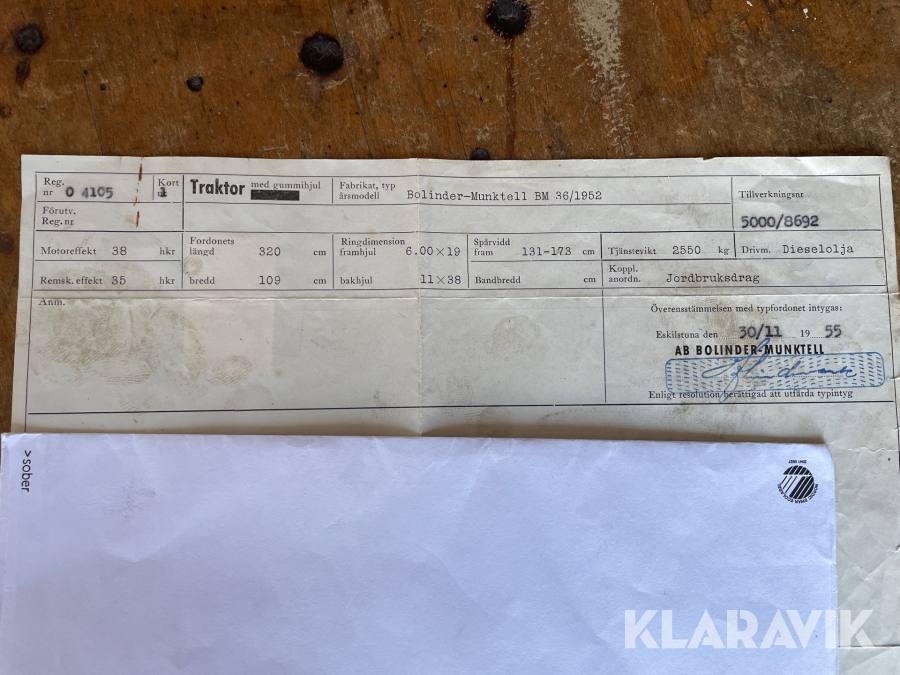 Reg. nr O 4105
Kort nr 1
Traktor med gummihjul
Fabrikat, typ årsmodell Bolinder-Munktell BM 36/1952
Tillverkningsnr
5000/8692
Förutv. Reg. nr
Motoreffekt 38 hkr
Fordonets längd 320 cm
Ringdimension framhjul 6.00×19
Spårvidd fram 131-173 cm
Tjänstevikt 2550 kg
Drivm. Dieselolja
Remsk. effekt 35 hkr
bredd 109 cm
bakhjul 11×38
Bandbredd cm
Koppl. anordn. Jordbruksdrag
Anm.
Överensstämmelsen med typfordonet intygas:
Eskilstuna den 30/11 19 55
AB BOLINDER-MUNKTELL
Enligt resolution berättigad att utfärda typintyg
> sober
KLARAVIK